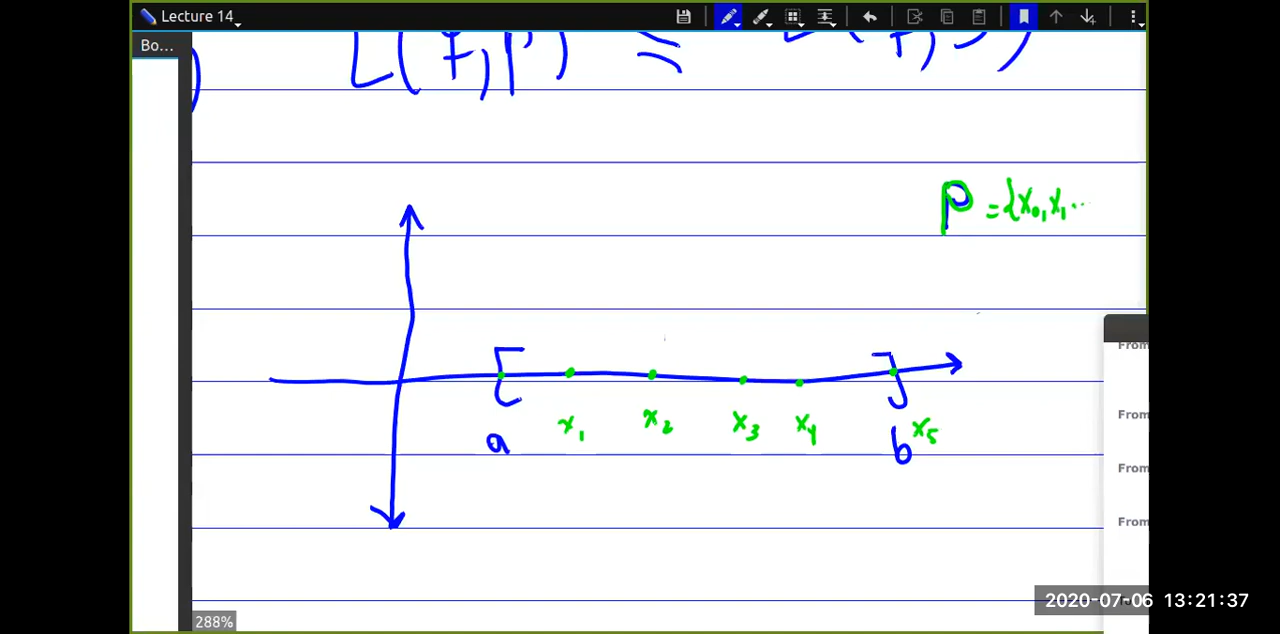 Lecture 14
Bo...
L(f,P) ≤
P = {x₀, x₁ ...
x₁ x₂ x₃ x₄ x₅
a b
From
From
From
From
288%
2020-07-06 13:21:37